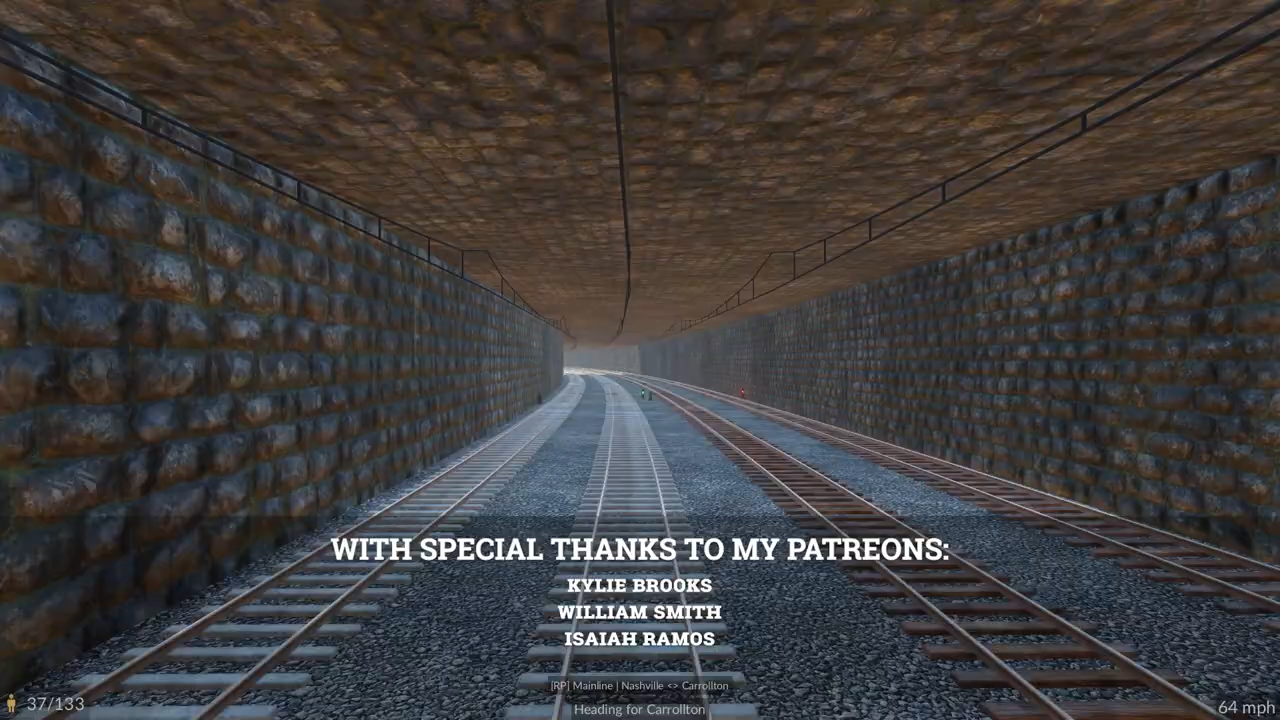 WITH SPECIAL THANKS TO MY PATREONS:
KYLIE BROOKS
WILLIAM SMITH
ISAIAH RAMOS
[RP] Mainline | Nashville <> Carrollton
37/133
Heading for Carrollton
64 mph